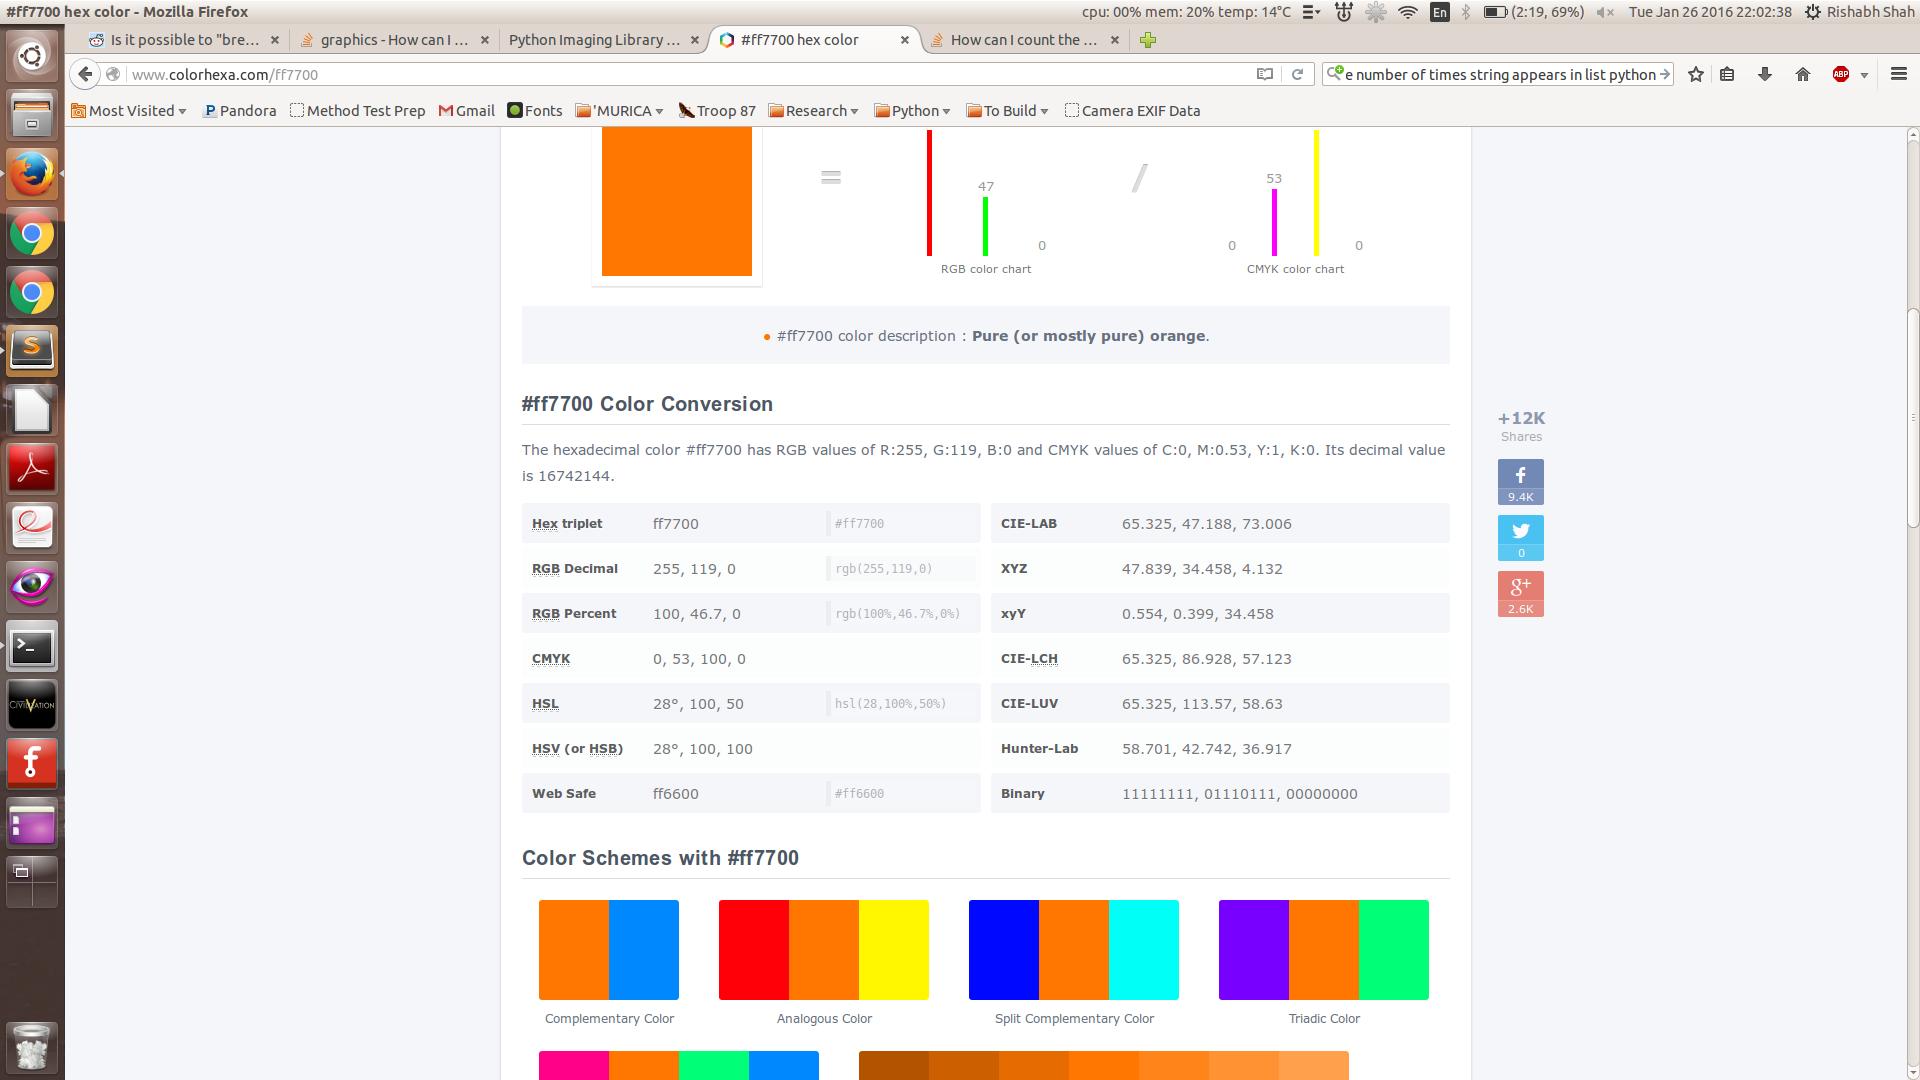 #ff7700 hex color - Mozilla Firefox
cpu: 00% mem: 20% temp: 14°C
En
(2:19, 69%)
Tue Jan 26 2016 22:02:38
Rishabh Shah
Is it possible to "bre...
graphics - How can I ...
Python Imaging Library ...
#ff7700 hex color
How can I count the ...
www.colorhexa.com/ff7700
e number of times string appears in list python
ABP
Most Visited
Pandora
Method Test Prep
Gmail
Fonts
'MURICA
Troop 87
Research
Python
To Build
Camera EXIF Data
=
47
0
RGB color chart
/
0
53
0
CMYK color chart
#ff7700 color description : Pure (or mostly pure) orange.
#ff7700 Color Conversion
The hexadecimal color #ff7700 has RGB values of R:255, G:119, B:0 and CMYK values of C:0, M:0.53, Y:1, K:0. Its decimal value
is 16742144.
Hex triplet ff7700 #ff7700
RGB Decimal 255, 119, 0 rgb(255,119,0)
RGB Percent 100, 46.7, 0 rgb(100%,46.7%,0%)
CMYK 0, 53, 100, 0
HSL 28°, 100, 50 hsl(28,100%,50%)
HSV (or HSB) 28°, 100, 100
Web Safe ff6600 #ff6600
CIE-LAB 65.325, 47.188, 73.006
XYZ 47.839, 34.458, 4.132
xyY 0.554, 0.399, 34.458
CIE-LCH 65.325, 86.928, 57.123
CIE-LUV 65.325, 113.57, 58.63
Hunter-Lab 58.701, 42.742, 36.917
Binary 11111111, 01110111, 00000000
+12K
Shares
f
9.4K
0
g+
2.6K
Color Schemes with #ff7700
Complementary Color
Analogous Color
Split Complementary Color
Triadic Color
S
>_
CIVILIZATION
V
f